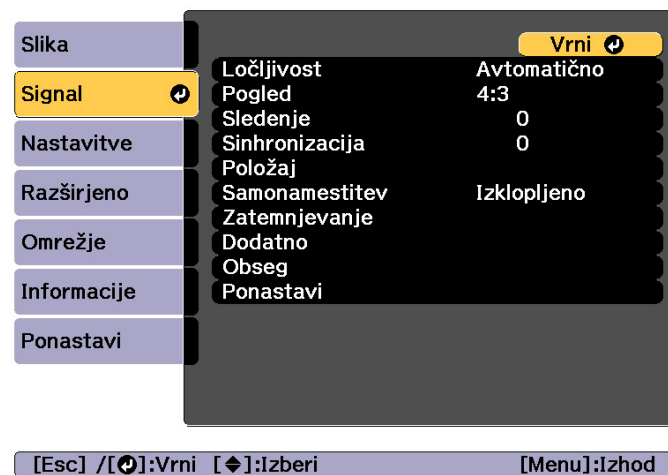 Slika
Signal
Nastavitve
Razširjeno
Omrežje
Informacije
Ponastavi
Vrni
Ločljivost Avtomatično
Pogled 4:3
Sledenje 0
Sinhronizacija 0
Položaj
Samonamestitev Izklopljeno
Zatemnjevanje
Dodatno
Obseg
Ponastavi
[Esc] /[⏎]:Vrni [◆]:Izberi [Menu]:Izhod